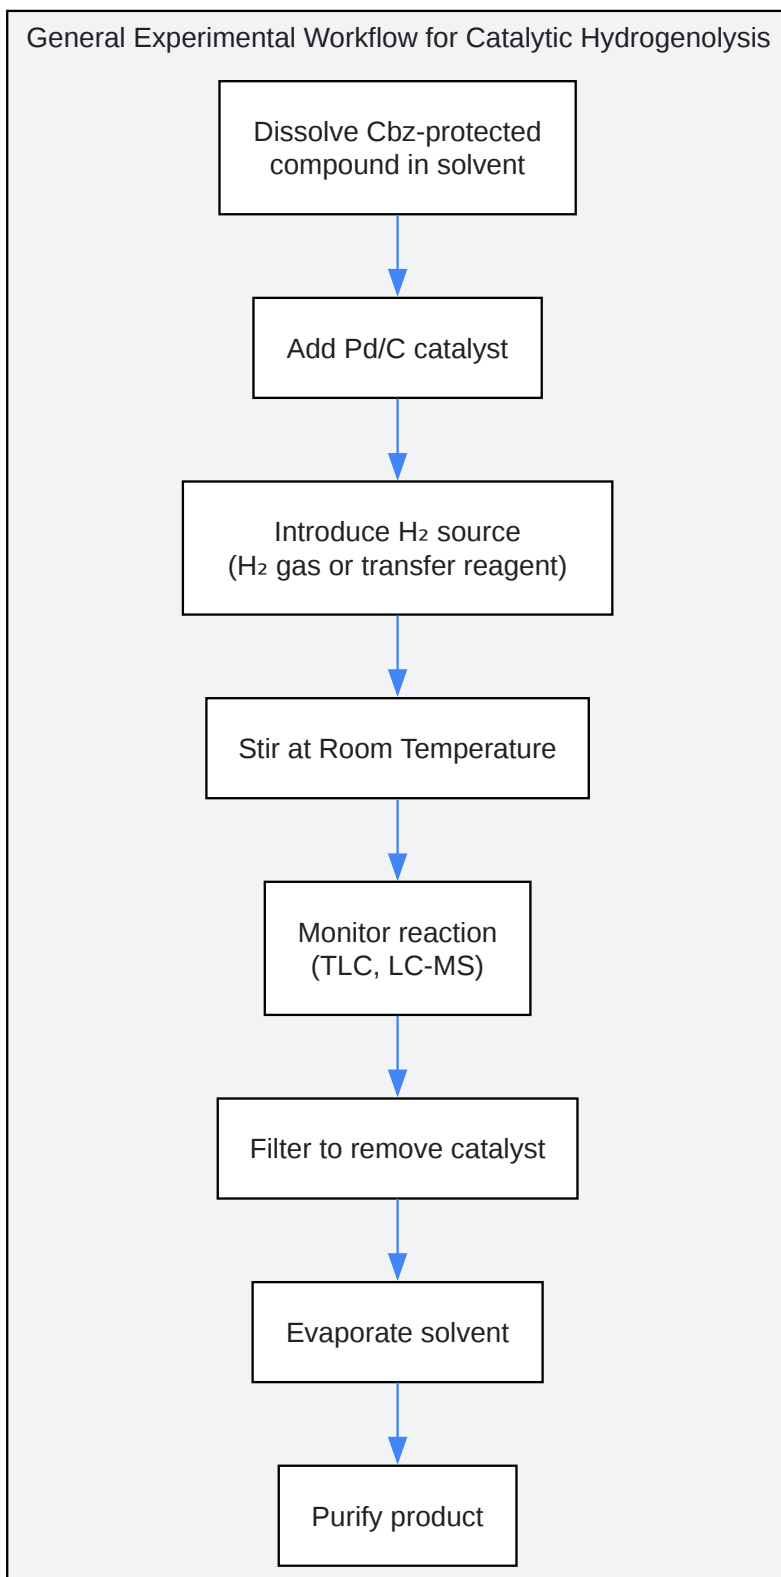 General Experimental Workflow for Catalytic Hydrogenolysis
Dissolve Cbz-protected
compound in solvent
Add Pd/C catalyst
Introduce H₂ source
(H₂ gas or transfer reagent)
Stir at Room Temperature
Monitor reaction
(TLC, LC-MS)
Filter to remove catalyst
Evaporate solvent
Purify product